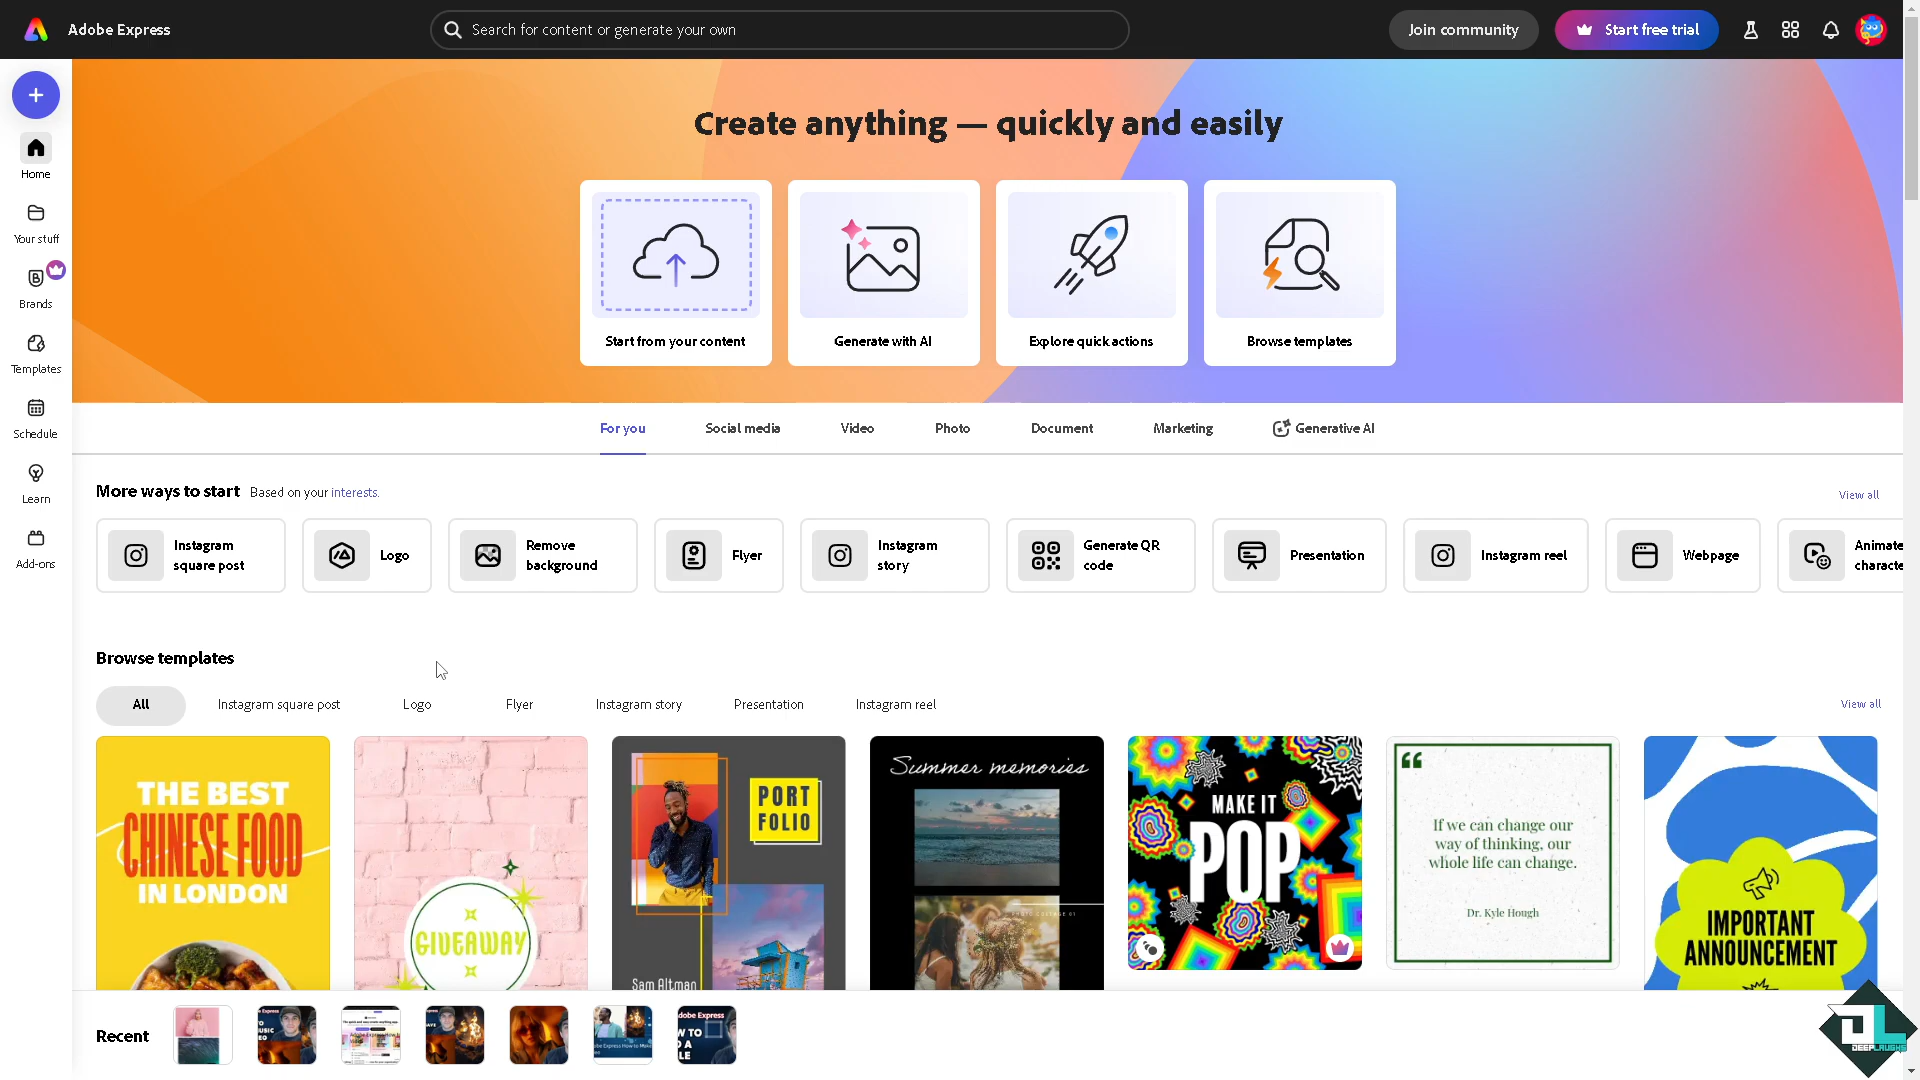 Adobe Express
Search for content or generate your own
Join community
Start free trial
Home
Your stuff
Brands
Templates
Schedule
Learn
Add-ons
Create anything — quickly and easily
Start from your content
Generate with AI
Explore quick actions
Browse templates
For you
Social media
Video
Photo
Document
Marketing
Generative AI
More ways to start
Based on your interests.
View all
Instagram
square post
Logo
Remove
background
Flyer
Instagram
story
Generate QR
code
Presentation
Instagram reel
Webpage
Animate
characte
Browse templates
All
Instagram square post
Logo
Flyer
Instagram story
Presentation
Instagram reel
View all
THE BEST
CHINESE FOOD
IN LONDON
GIVEAWAY
PORT
FOLIO
Sam Altman
Summer memories
MAKE IT
POP
If we can change our
way of thinking, our
whole life can change.
Dr. Kyle Hough
IMPORTANT
ANNOUNCEMENT
Recent
DEEPLAUGHS